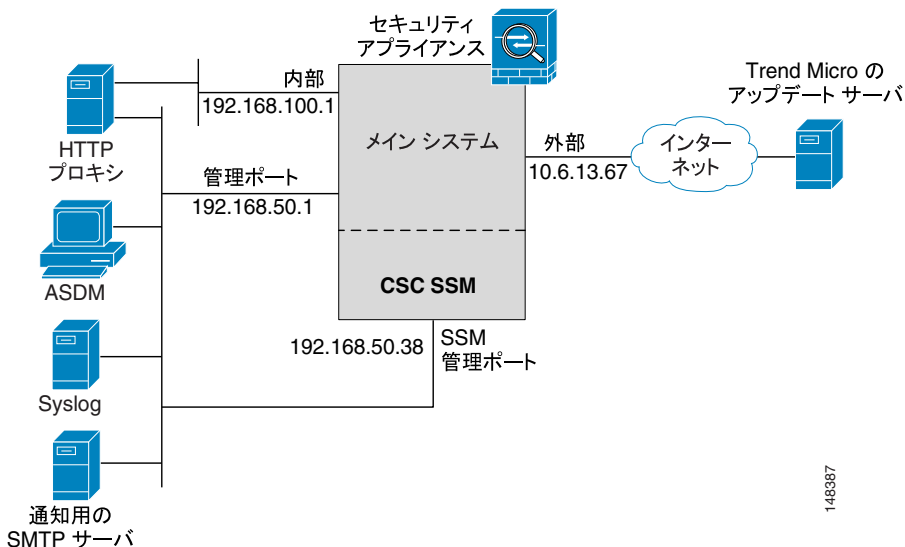 セキュリティ
アプライアンス
内部
192.168.100.1
HTTP
プロキシ
メイン システム
外部
10.6.13.67
インター
ネット
Trend Micro の
アップデート サーバ
管理ポート
192.168.50.1
ASDM
CSC SSM
192.168.50.38
SSM
管理ポート
Syslog
通知用の
SMTP サーバ
148387